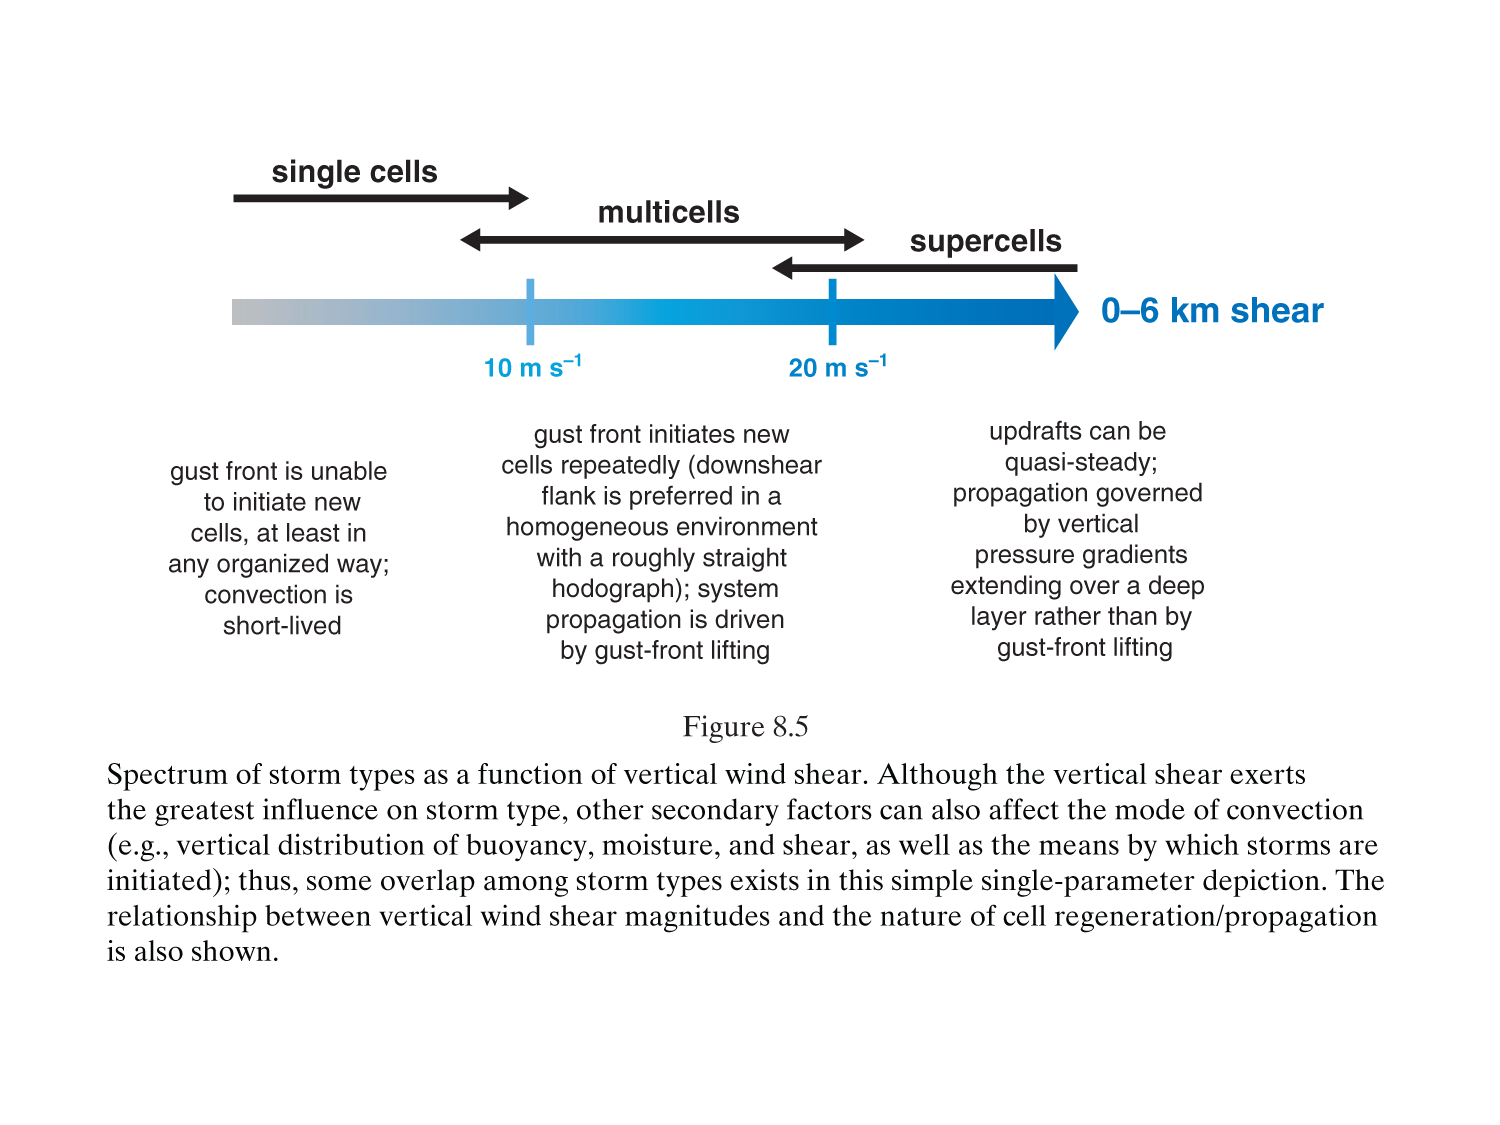 single cells
multicells
supercells
0–6 km shear
10 m s⁻¹
20 m s⁻¹
gust front is unable
to initiate new
cells, at least in
any organized way;
convection is
short-lived
gust front initiates new
cells repeatedly (downshear
flank is preferred in a
homogeneous environment
with a roughly straight
hodograph); system
propagation is driven
by gust-front lifting
updrafts can be
quasi-steady;
propagation governed
by vertical
pressure gradients
extending over a deep
layer rather than by
gust-front lifting
Figure 8.5
Spectrum of storm types as a function of vertical wind shear. Although the vertical shear exerts
the greatest influence on storm type, other secondary factors can also affect the mode of convection
(e.g., vertical distribution of buoyancy, moisture, and shear, as well as the means by which storms are
initiated); thus, some overlap among storm types exists in this simple single-parameter depiction. The
relationship between vertical wind shear magnitudes and the nature of cell regeneration/propagation
is also shown.